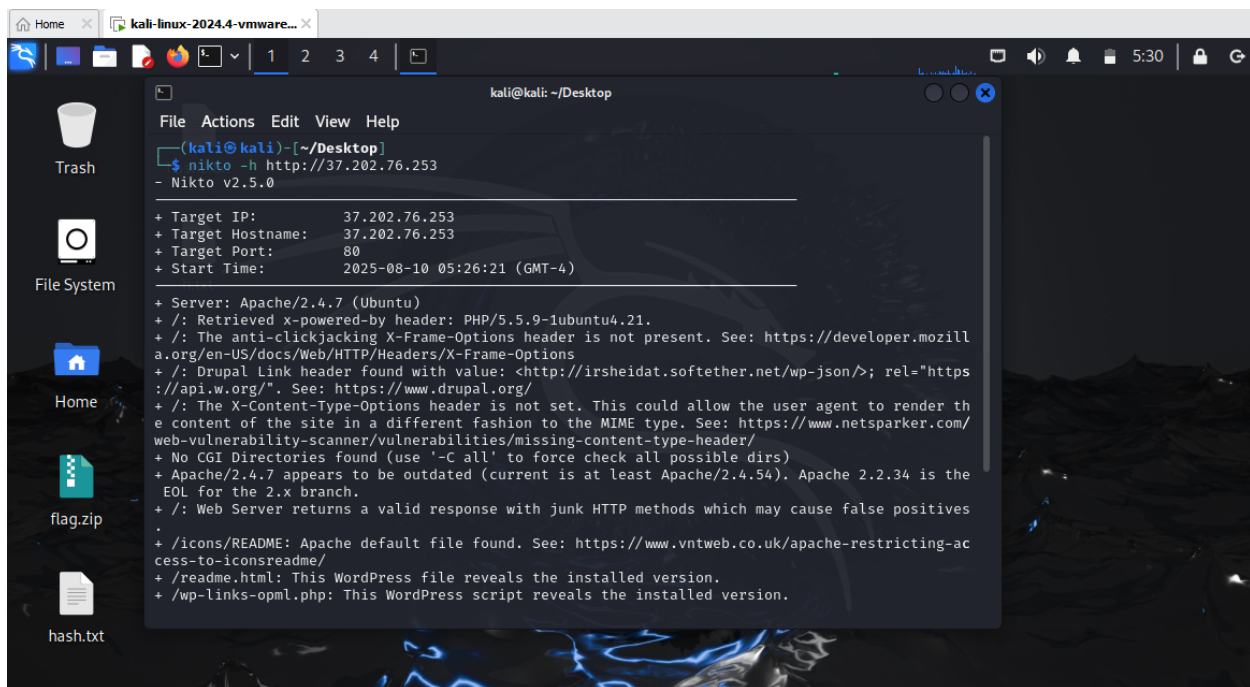 Home
kali-linux-2024.4-vmware...
1 2 3 4
5:30
kali@kali: ~/Desktop
File Actions Edit View Help
Trash
File System
Home
flag.zip
hash.txt
┌──(kali㉿kali)-[~/Desktop]
└─$ nikto -h http://37.202.76.253
- Nikto v2.5.0
+ Target IP: 37.202.76.253
+ Target Hostname: 37.202.76.253
+ Target Port: 80
+ Start Time: 2025-08-10 05:26:21 (GMT-4)
+ Server: Apache/2.4.7 (Ubuntu)
+ /: Retrieved x-powered-by header: PHP/5.5.9-1ubuntu4.21.
+ /: The anti-clickjacking X-Frame-Options header is not present. See: https://developer.mozill
a.org/en-US/docs/Web/HTTP/Headers/X-Frame-Options
+ /: Drupal Link header found with value: <http://irsheidat.softether.net/wp-json/>; rel="https
://api.w.org/". See: https://www.drupal.org/
+ /: The X-Content-Type-Options header is not set. This could allow the user agent to render th
e content of the site in a different fashion to the MIME type. See: https://www.netsparker.com/
web-vulnerability-scanner/vulnerabilities/missing-content-type-header/
+ No CGI Directories found (use '-C all' to force check all possible dirs)
+ Apache/2.4.7 appears to be outdated (current is at least Apache/2.4.54). Apache 2.2.34 is the
EOL for the 2.x branch.
+ /: Web Server returns a valid response with junk HTTP methods which may cause false positives
.
+ /icons/README: Apache default file found. See: https://www.vntweb.co.uk/apache-restricting-ac
cess-to-iconsreadme/
+ /readme.html: This WordPress file reveals the installed version.
+ /wp-links-opml.php: This WordPress script reveals the installed version.